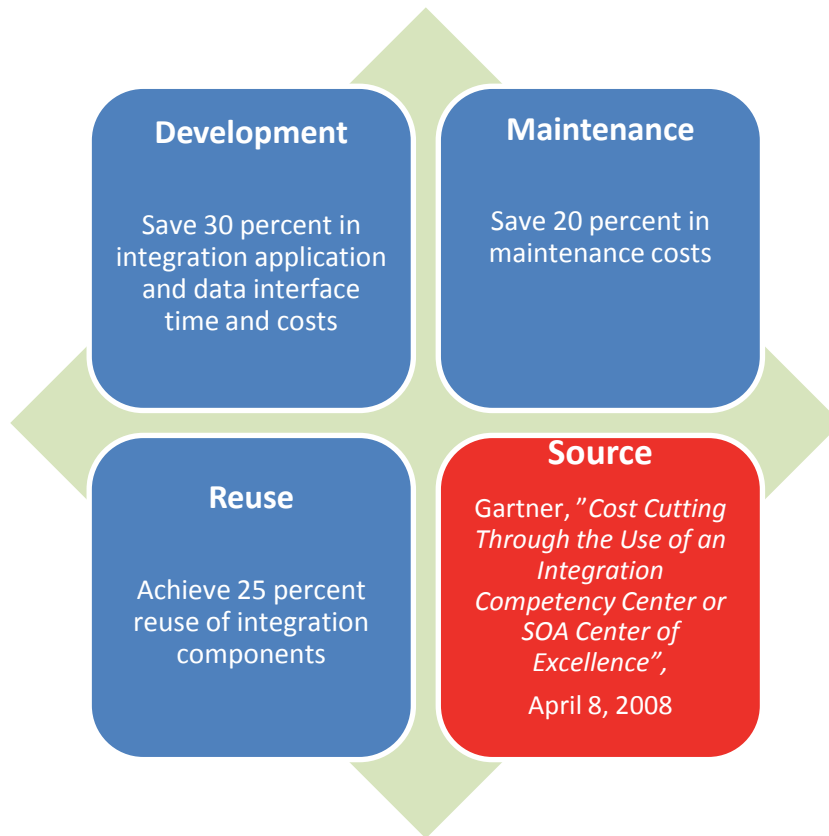 Development
Save 30 percent in
integration application
and data interface
time and costs
Maintenance
Save 20 percent in
maintenance costs
Reuse
Achieve 25 percent
reuse of integration
components
Source
Gartner, ”Cost Cutting
Through the Use of an
Integration
Competency Center or
SOA Center of
Excellence”,
April 8, 2008